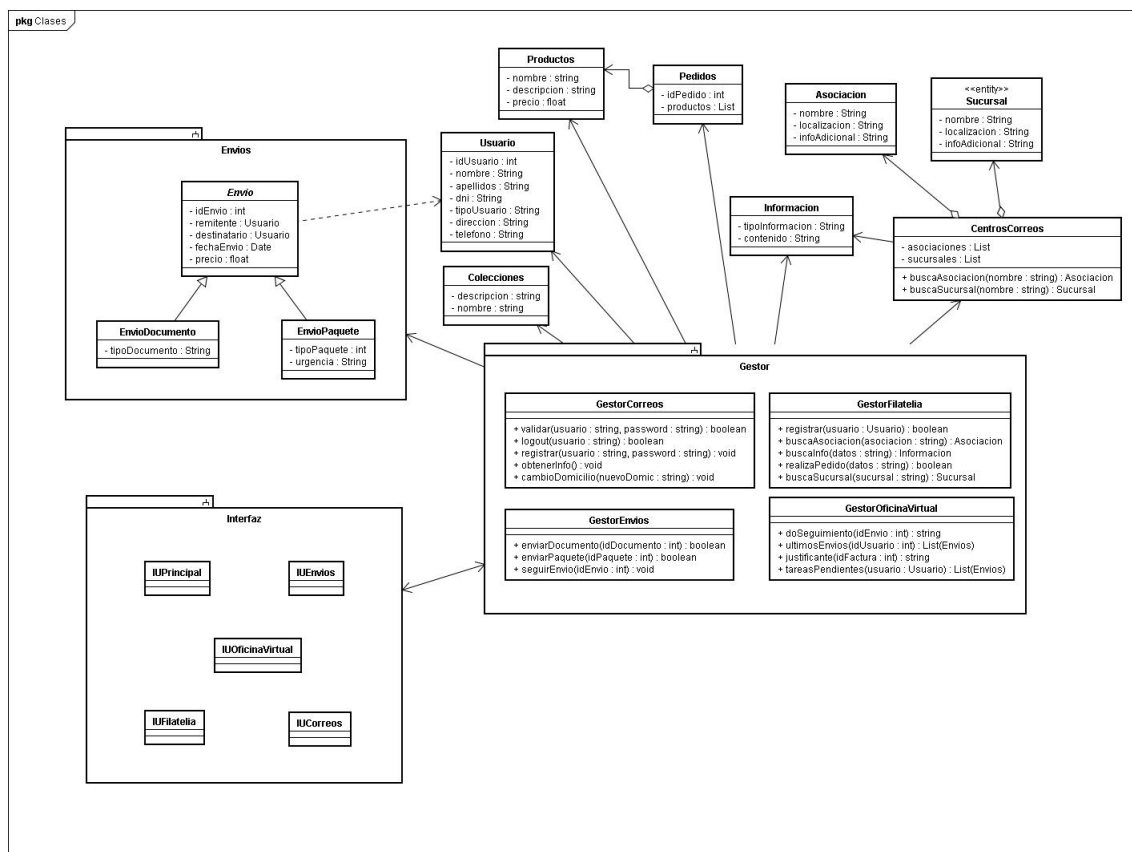 pkg Clases
Productos
- nombre : string
- descripcion : string
- precio : float
Pedidos
- idPedido : int
- productos : List
Asociacion
- nombre : String
- localizacion : String
- infoAdicional : String
<<entity>>
Sucursal
- nombre : String
- localizacion : String
- infoAdicional : String
Envios
Envio
- idEnvio : int
- remitente : Usuario
- destinatario : Usuario
- fechaEnvio : Date
- precio : float
EnvioDocumento
- tipoDocumento : String
EnvioPaquete
- tipoPaquete : int
- urgencia : String
Usuario
- idUsuario : int
- nombre : String
- apellidos : String
- dni : String
- tipoUsuario : String
- direccion : String
- telefono : String
Informacion
- tipoInformacion : String
- contenido : String
CentrosCorreos
- asociaciones : List
- sucursales : List
+ buscaAsociacion(nombre : string) : Asociacion
+ buscaSucursal(nombre : string) : Sucursal
Colecciones
- descripcion : string
- nombre : string
Gestor
GestorCorreos
+ validar(usuario : string, password : string) : boolean
+ logout(usuario : string) : boolean
+ registrar(usuario : string, password : string) : void
+ obtenerInfo() : void
+ cambioDomicilio(nuevoDomic : string) : void
GestorFilatelia
+ registrar(usuario : Usuario) : boolean
+ buscaAsociacion(asociacion : string) : Asociacion
+ buscaInfo(datos : string) : Informacion
+ realizaPedido(datos : string) : boolean
+ buscaSucursal(sucursal : string) : Sucursal
GestorEnvios
+ enviarDocumento(idDocumento : int) : boolean
+ enviarPaquete(idPaquete : int) : boolean
+ seguirEnvio(idEnvio : int) : void
GestorOficinaVirtual
+ doSeguimiento(idEnvio : int) : string
+ ultimosEnvios(idUsuario : int) : List(Envios)
+ justificante(idFactura : int) : string
+ tareasPendientes(usuario : Usuario) : List(Envios)
Interfaz
IUPrincipal
IUEnvios
IUOficinaVirtual
IUFilatelia
IUCorreos